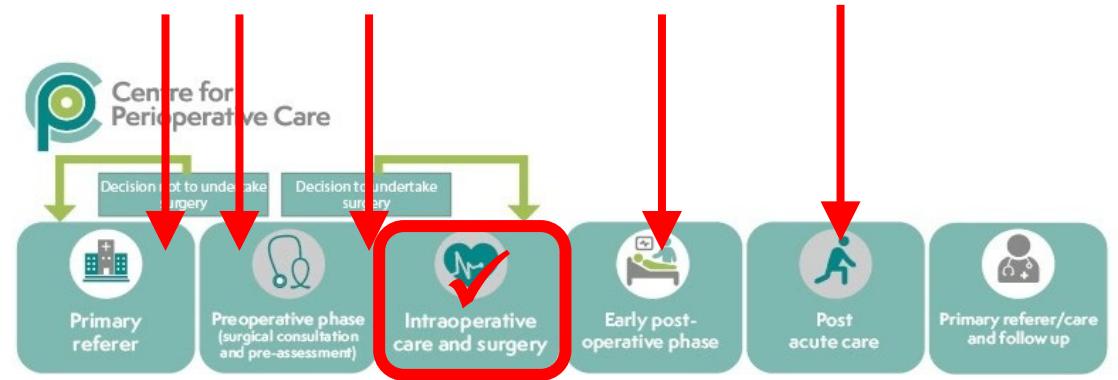 Centre for
Perioperative Care
Decision not to undertake
surgery
Decision to undertake
surgery
Primary
referer
Preoperative phase
(surgical consultation
and pre-assessment)
Intraoperative
care and surgery
Early post-
operative phase
Post
acute care
Primary referer/care
and follow up